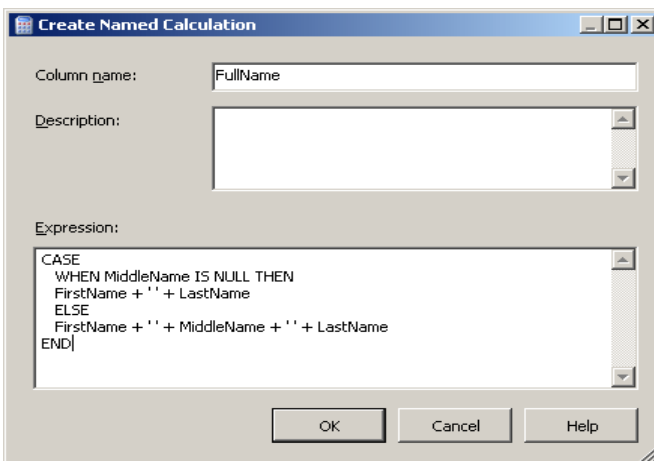 Create Named Calculation
Column name:
FullName
Description:
Expression:
CASE
WHEN MiddleName IS NULL THEN
FirstName + ' ' + LastName
ELSE
FirstName + ' ' + MiddleName + ' ' + LastName
END
OK
Cancel
Help